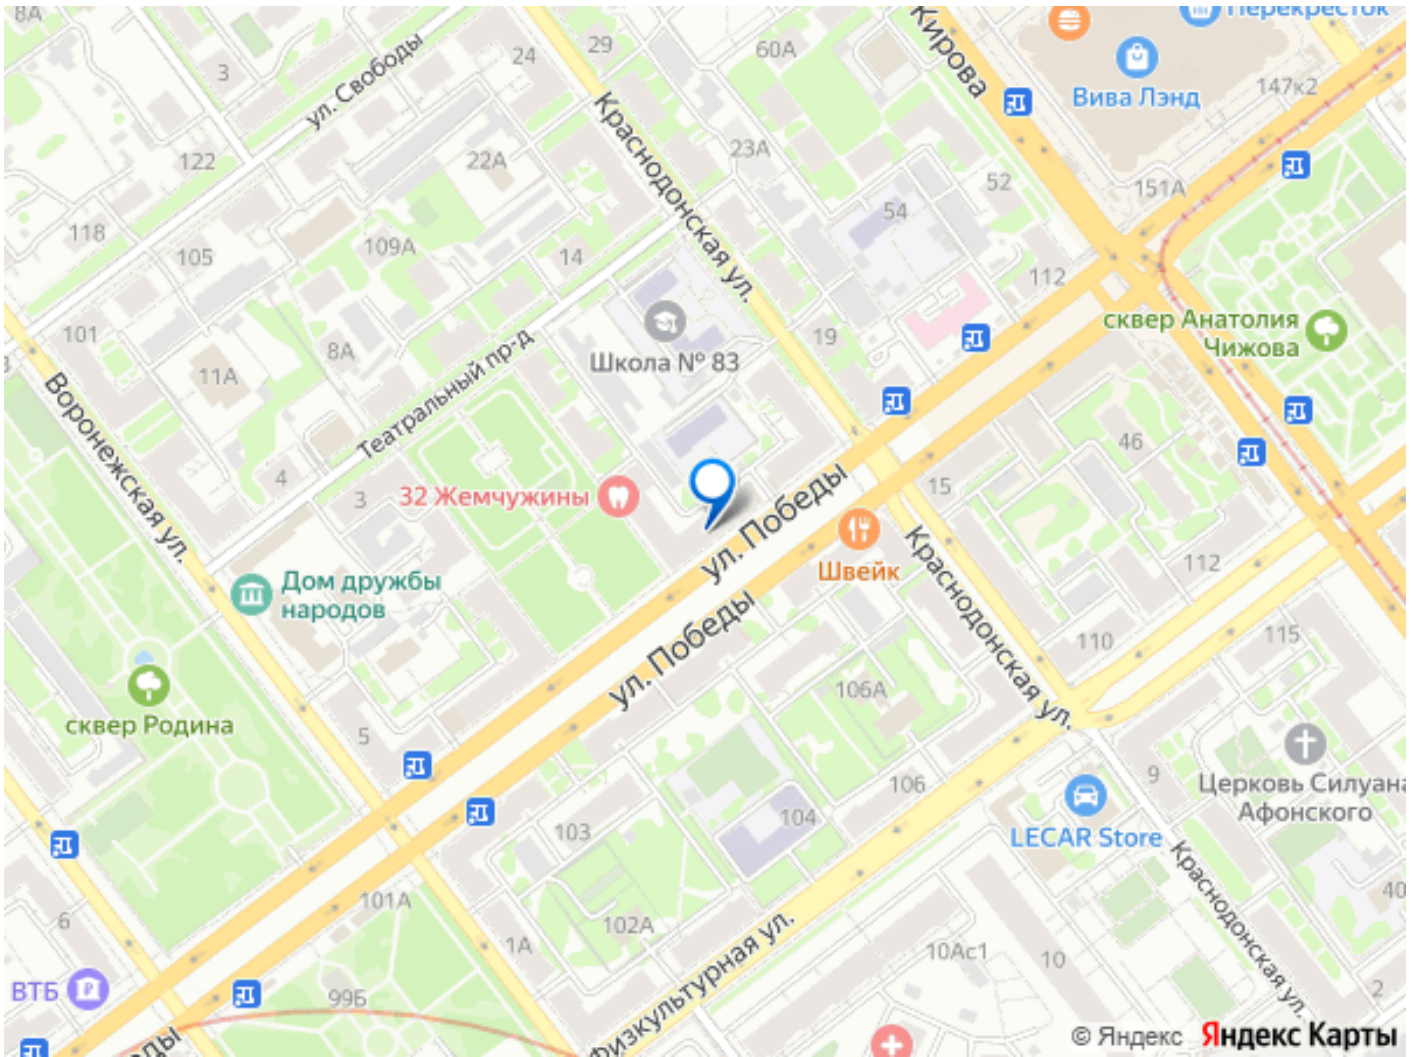 8А
3
ул. Свободы
24
29
60А
Кирова
Перекрёсток
Вива Лэнд
147к2
122
22А
Краснодонская ул.
23А
52
151А
118
105
109А
14
54
112
101
8А
11А
Театральный пр-д
Школа № 83
19
сквер Анатолия
Чижова
Воронежская ул.
4
3
32 Жемчужины
ул. Победы
15
46
Швейк
112
Дом дружбы
народов
ул. Победы
Краснодонская ул.
110
115
сквер Родина
106А
5
9
Церковь Силуана
Афонского
106
LECAR Store
103
104
Краснодонская ул.
101А
102А
40
6
1А
Физкультурная ул.
10Ас1
10
ВТБ
99Б
2
© Яндекс Яндекс Карты